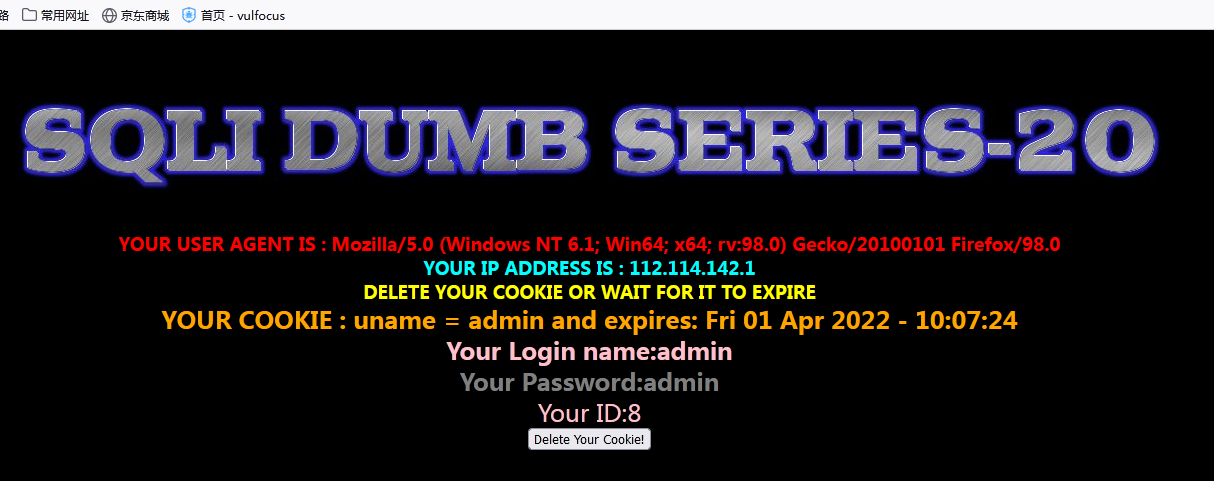 路 常用网址 京东商城 首页 - vulfocus
SQLI DUMB SERIES-20
YOUR USER AGENT IS : Mozilla/5.0 (Windows NT 6.1; Win64; x64; rv:98.0) Gecko/20100101 Firefox/98.0
YOUR IP ADDRESS IS : 112.114.142.1
DELETE YOUR COOKIE OR WAIT FOR IT TO EXPIRE
YOUR COOKIE : uname = admin and expires: Fri 01 Apr 2022 - 10:07:24
Your Login name:admin
Your Password:admin
Your ID:8
Delete Your Cookie!